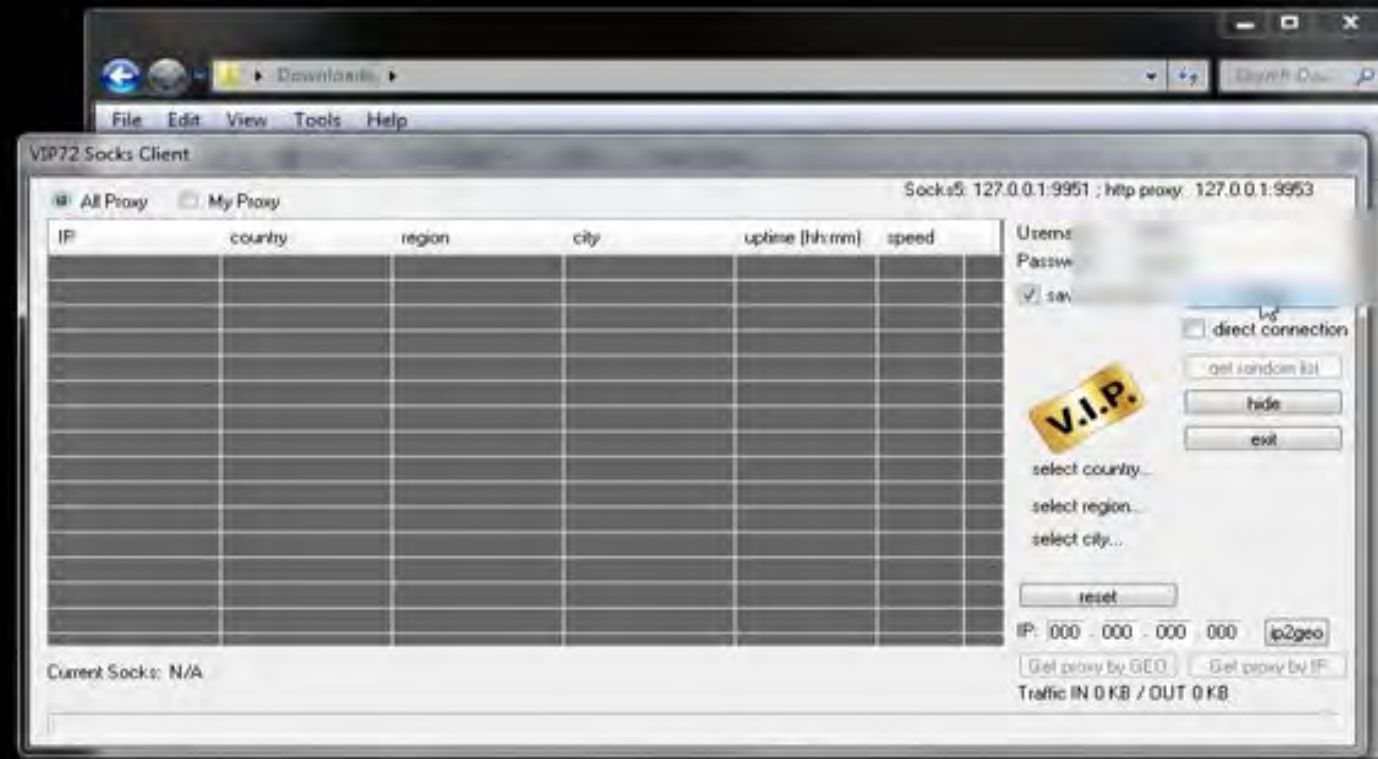 Downloads
File Edit View Tools Help
VIP72 Socks Client
All Proxy My Proxy
Socks5: 127.0.0.1:9951 ; http proxy: 127.0.0.1:9953
IP country region city uptime (hh:mm) speed
Userna
Passw
sav
direct connection
get random list
V.I.P.
hide
exit
select country...
select region...
select city...
reset
IP: 000 . 000 . 000 . 000 ip2geo
Get proxy by GEO Get proxy by IP
Current Socks: N/A
Traffic IN 0 KB / OUT 0 KB